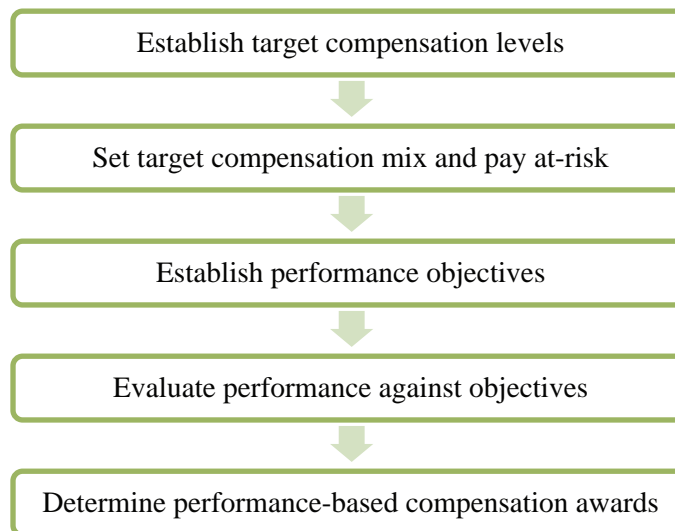 Establish target compensation levels
Set target compensation mix and pay at-risk
Establish performance objectives
Evaluate performance against objectives
Determine performance-based compensation awards